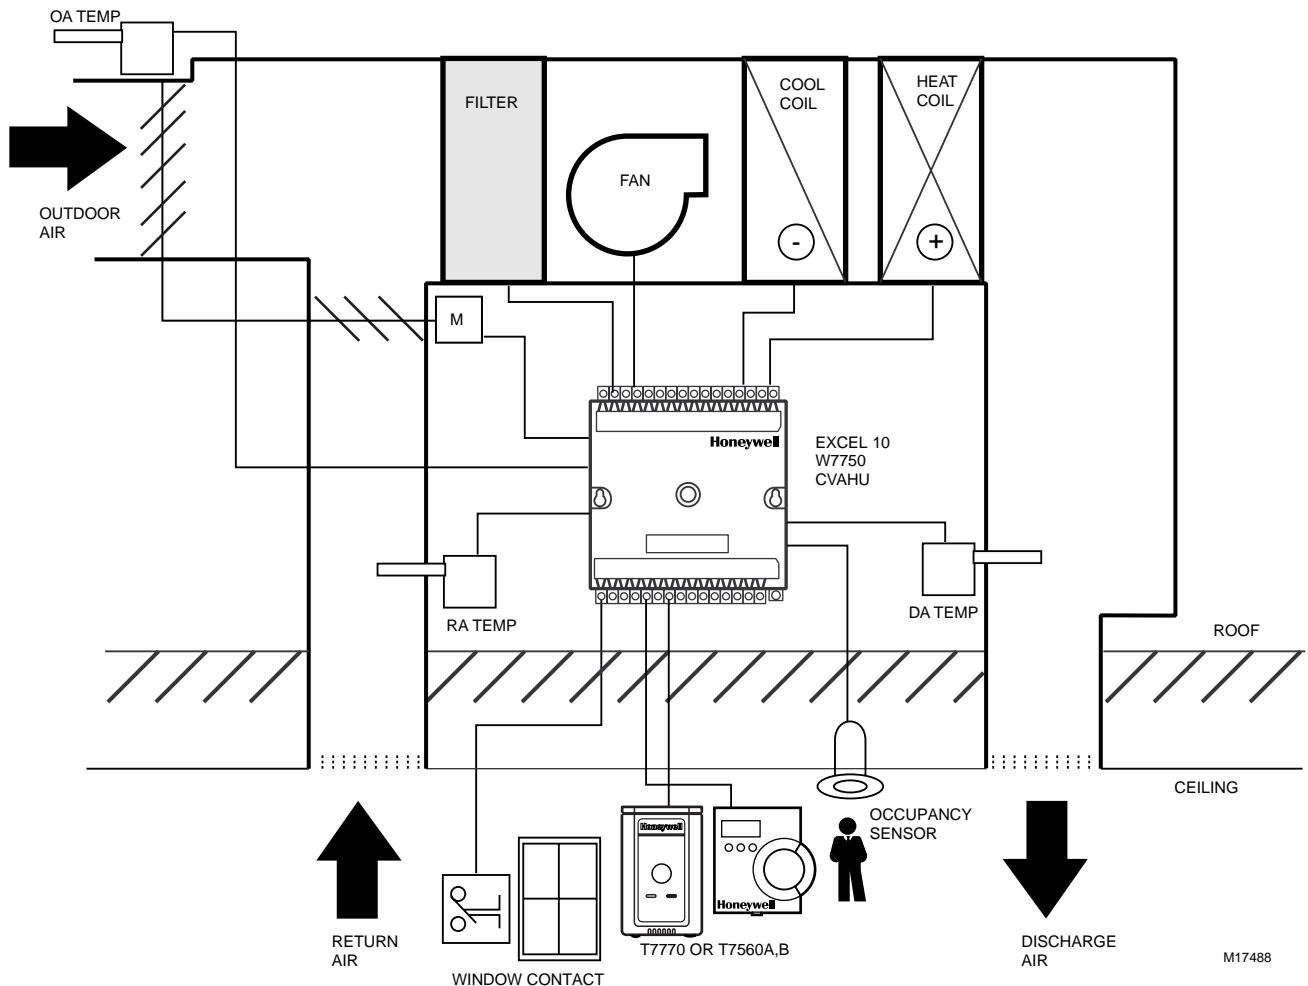 OA TEMP
FILTER
COOL
COIL
HEAT
COIL
FAN
OUTDOOR
AIR
-
+
M
Honeywell
EXCEL 10
W7750
CVAHU
RA TEMP
DA TEMP
ROOF
CEILING
OCCUPANCY
SENSOR
Honeywell
Honeywell
RETURN
AIR
T7770 OR T7560A,B
WINDOW CONTACT
DISCHARGE
AIR
M17488